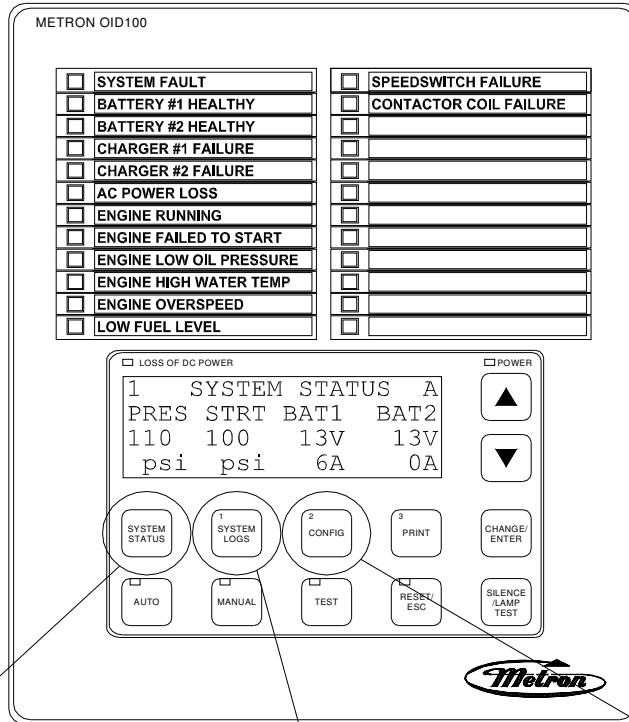 METRON OID100
SYSTEM FAULT
BATTERY #1 HEALTHY
BATTERY #2 HEALTHY
CHARGER #1 FAILURE
CHARGER #2 FAILURE
AC POWER LOSS
ENGINE RUNNING
ENGINE FAILED TO START
ENGINE LOW OIL PRESSURE
ENGINE HIGH WATER TEMP
ENGINE OVERSPEED
LOW FUEL LEVEL
SPEEDSWITCH FAILURE
CONTACTOR COIL FAILURE
LOSS OF DC POWER
POWER
1 SYSTEM STATUS A
PRES STRT BAT1 BAT2
110 100 13V 13V
psi psi 6A 0A
SYSTEM
STATUS
1
SYSTEM
LOGS
2
CONFIG
3
PRINT
CHANGE/
ENTER
AUTO
MANUAL
TEST
RESET/
ESC
SILENCE
/LAMP
TEST
Metron